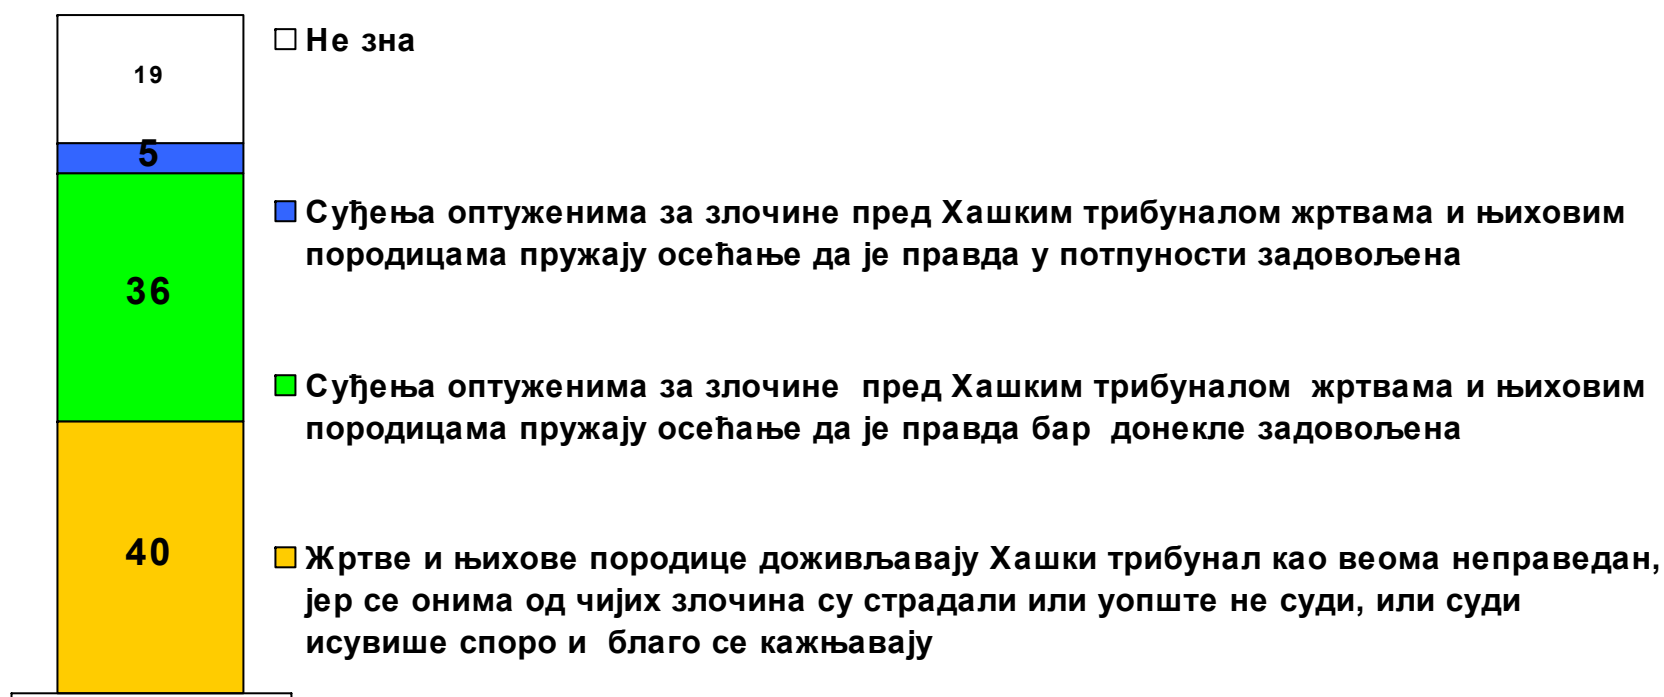 19
Не зна
5
Суђења оптуженима за злочине пред Хашким трибуналом жртвама и њиховим
породицама пружају осећање да је правда у потпуности задовољена
36
Суђења оптуженима за злочине пред Хашким трибуналом жртвама и њиховим
породицама пружају осећање да је правда бар донекле задовољена
40
Жртве и њихове породице доживљавају Хашки трибунал као веома неправедан,
јер се онима од чијих злочина су страдали или уопште не суди, или суди
исувише споро и благо се кажњавају